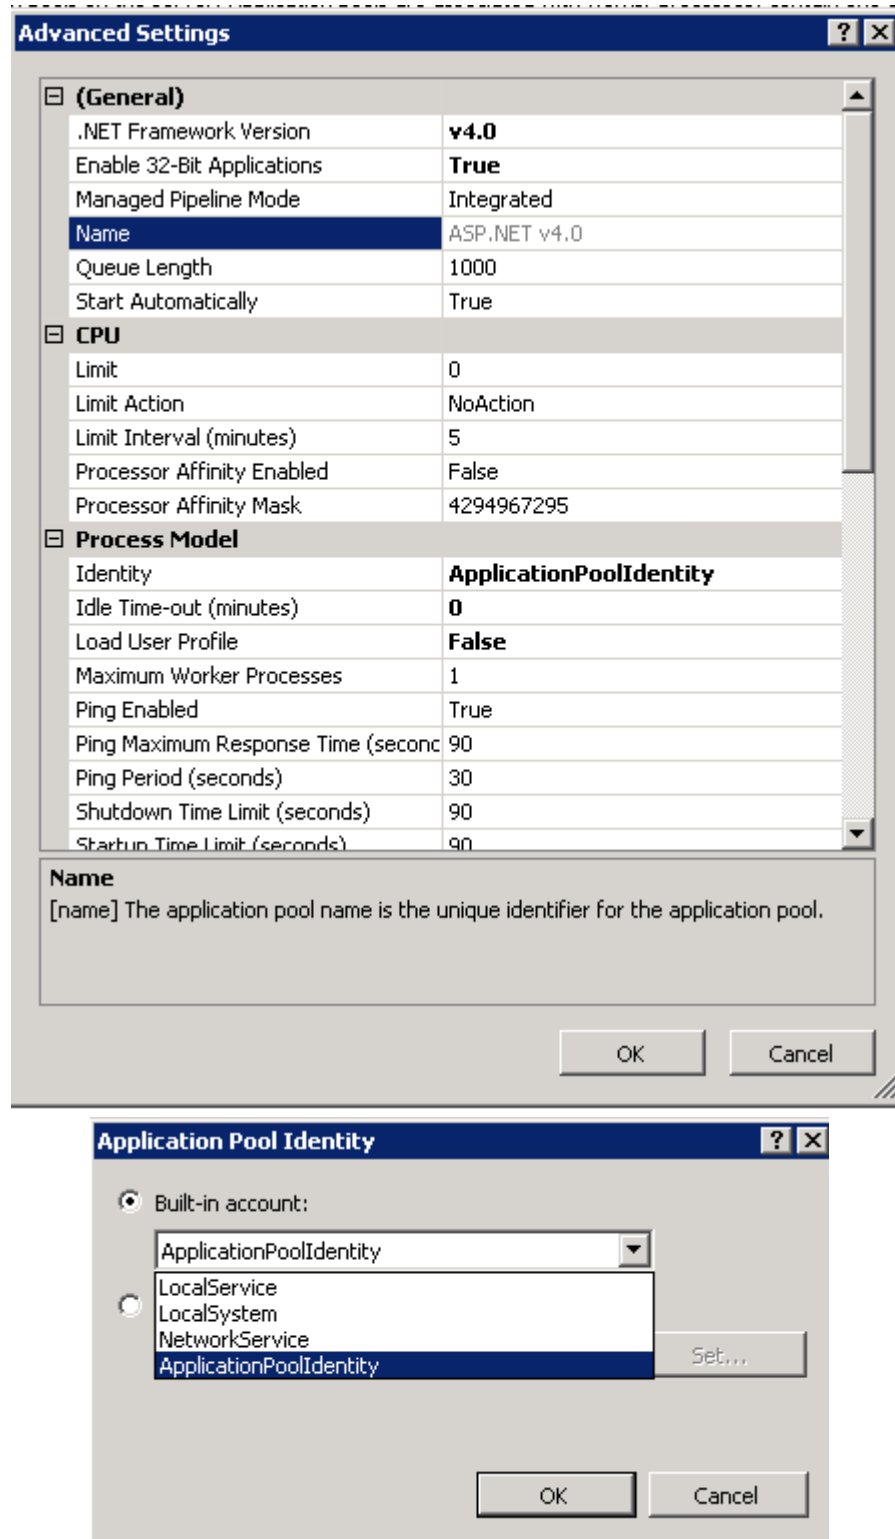 Advanced Settings
(General)
.NET Framework Version v4.0
Enable 32-Bit Applications True
Managed Pipeline Mode Integrated
Name ASP.NET v4.0
Queue Length 1000
Start Automatically True
CPU
Limit 0
Limit Action NoAction
Limit Interval (minutes) 5
Processor Affinity Enabled False
Processor Affinity Mask 4294967295
Process Model
Identity ApplicationPoolIdentity
Idle Time-out (minutes) 0
Load User Profile False
Maximum Worker Processes 1
Ping Enabled True
Ping Maximum Response Time (second 90
Ping Period (seconds) 30
Shutdown Time Limit (seconds) 90
Startup Time Limit (seconds) 90
Name
[name] The application pool name is the unique identifier for the application pool.
OK Cancel
Application Pool Identity
Built-in account:
ApplicationPoolIdentity
LocalService
LocalSystem
NetworkService
ApplicationPoolIdentity
Set...
OK Cancel